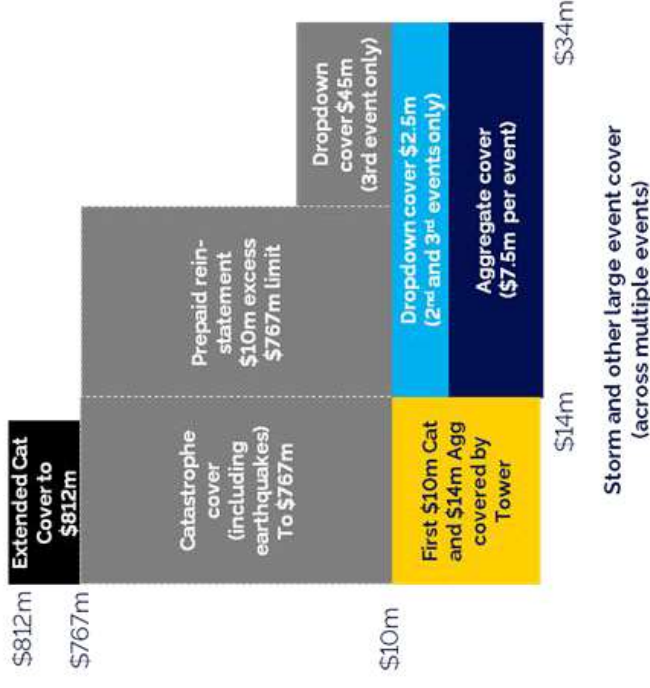 $812m
$767m
$10m
Extended Cat
Cover to
$812m
Catastrophe
cover
(including
earthquakes)
To $767m
Prepaid rein-
statement
$10m excess
$767m limit
Dropdown
cover $45m
(3rd event only)
First $10m Cat
and $14m Agg
covered by
Tower
Dropdown cover $2.5m
(2nd and 3rd events only)
Aggregate cover
($7.5m per event)
$14m
$34m
Storm and other large event cover
(across multiple events)